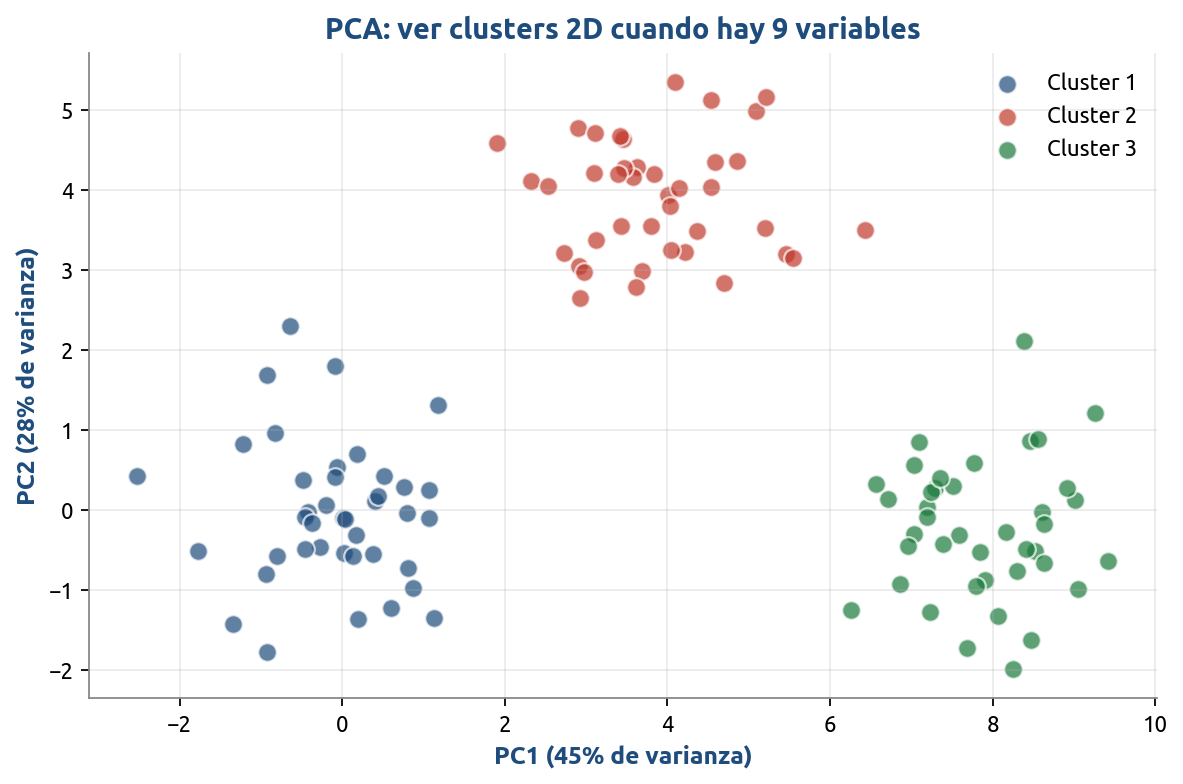 PCA: ver clusters 2D cuando hay 9 variables
Cluster 1
Cluster 2
Cluster 3
PC2 (28% de varianza)
5
4
3
2
1
0
−1
−2
−2
0
2
4
6
8
10
PC1 (45% de varianza)